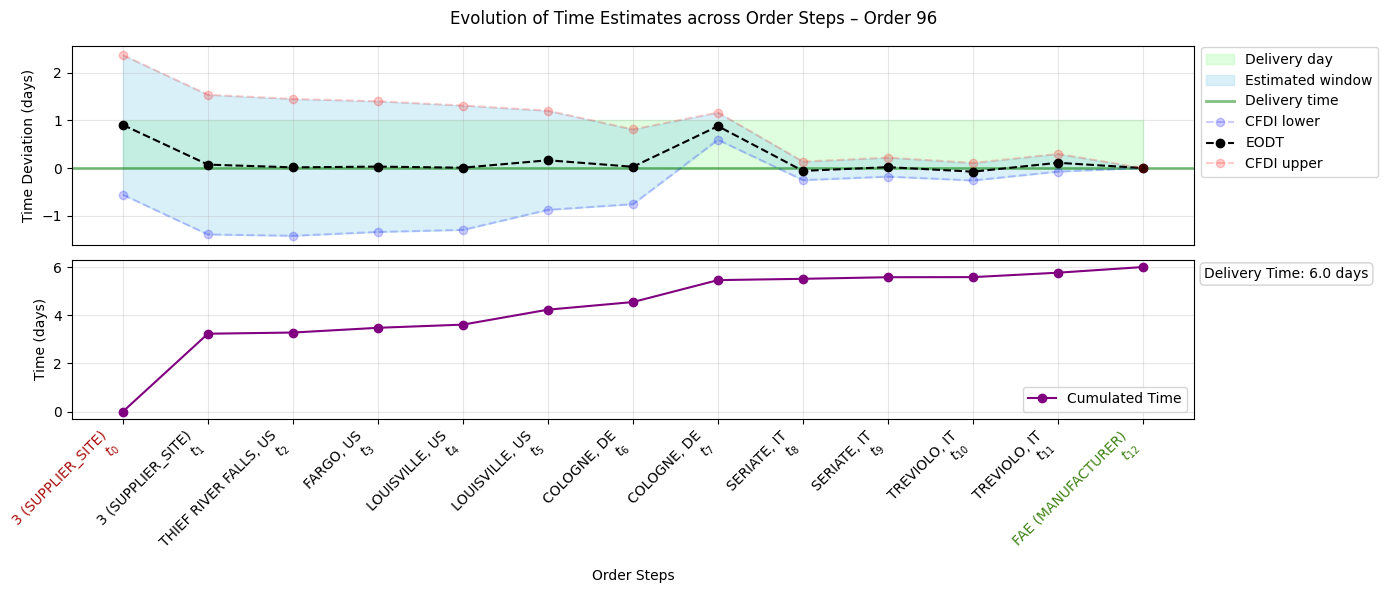 Evolution of Time Estimates across Order Steps – Order 96
Time Deviation (days)
2
1
0
−1
Delivery day
Estimated window
Delivery time
CFDI lower
EODT
CFDI upper
Time (days)
6
4
2
0
Cumulated Time
Delivery Time: 6.0 days
3 (SUPPLIER_SITE)
t0
3 (SUPPLIER_SITE)
t1
THIEF RIVER FALLS, US
t2
FARGO, US
t3
LOUISVILLE, US
t4
LOUISVILLE, US
t5
COLOGNE, DE
t6
COLOGNE, DE
t7
SERIATE, IT
t8
SERIATE, IT
t9
TREVIOLO, IT
t10
TREVIOLO, IT
t11
FAE (MANUFACTURER)
t12
Order Steps